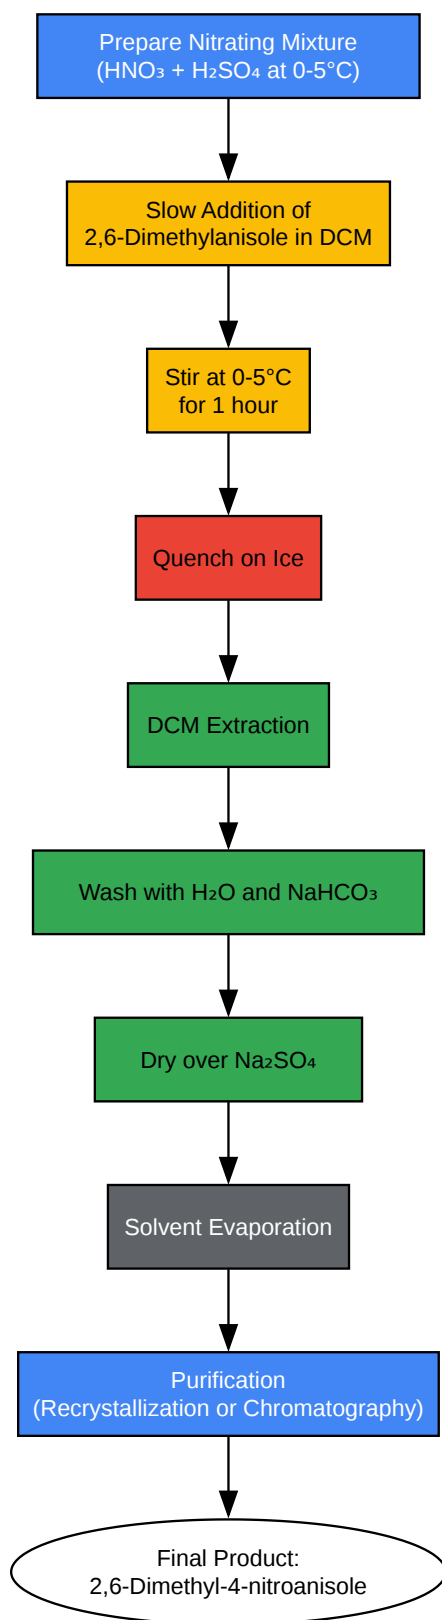 Prepare Nitrating Mixture
(HNO₃ + H₂SO₄ at 0-5°C)
Slow Addition of
2,6-Dimethylanisole in DCM
Stir at 0-5°C
for 1 hour
Quench on Ice
DCM Extraction
Wash with H₂O and NaHCO₃
Dry over Na₂SO₄
Solvent Evaporation
Purification
(Recrystallization or Chromatography)
Final Product:
2,6-Dimethyl-4-nitroanisole